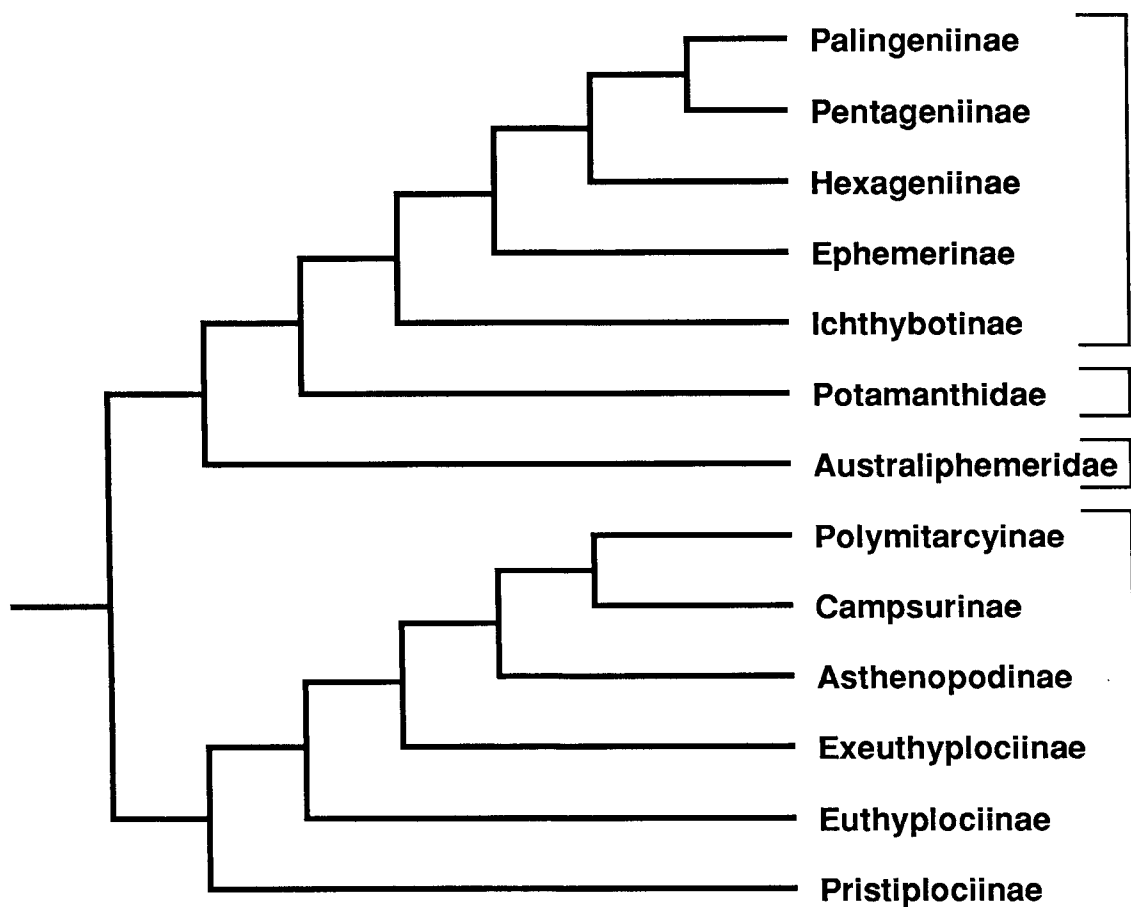 Palingeniinae
Pentageniinae
Hexageniinae
Ephemerinae
Ichthybotinae
Potamanthidae
Australiphemeridae
Polymitarcyinae
Campsurinae
Asthenopodinae
Exeuthyplociinae
Euthyplociinae
Pristiplociinae